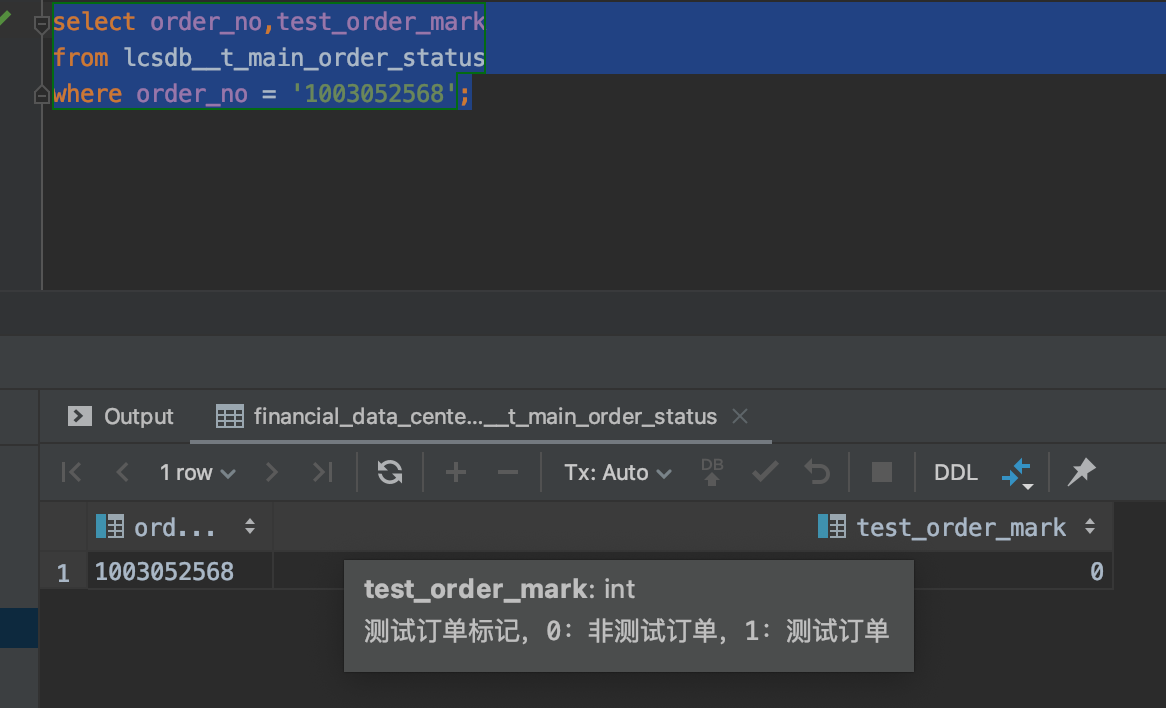 select order_no,test_order_mark
from lcsdb__t_main_order_status
where order_no = '1003052568';
Output
financial_data_cente...__t_main_order_status
1 row
Tx: Auto
DB
DDL
ord...
test_order_mark
1
1003052568
0
test_order_mark: int
测试订单标记，0：非测试订单，1：测试订单